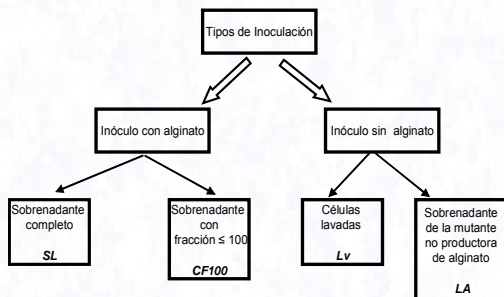 Tipos de Inoculación
Inóculo con alginato
Inóculo sin alginato
Sobrenadante
completo
SL
Sobrenadante
con
fracción ≤ 100
CF100
Células
lavadas
Lv
Sobrenadante
de la mutante
no productora
de alginato
LA